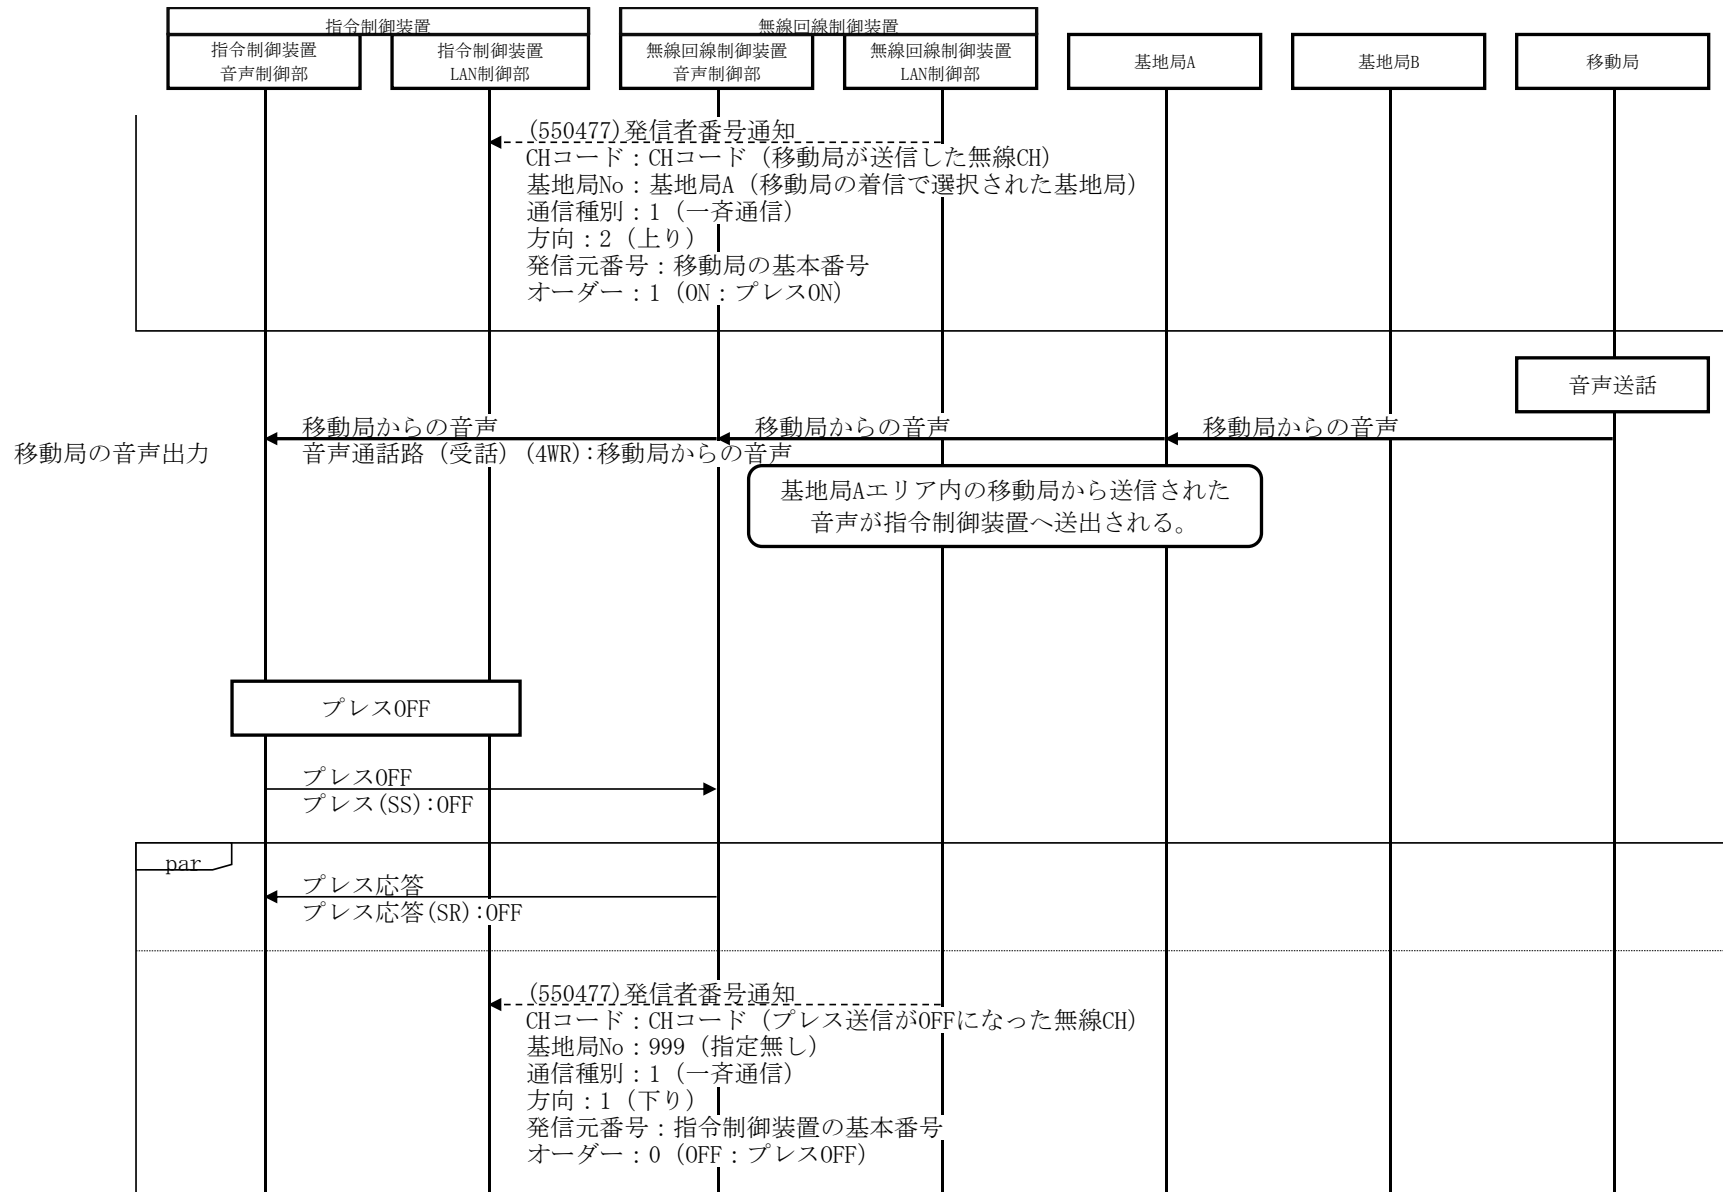 指令制御装置
無線回線制御装置
指令制御装置
音声制御部
指令制御装置
LAN制御部
無線回線制御装置
音声制御部
無線回線制御装置
LAN制御部
基地局A
基地局B
移動局
(550477)発信者番号通知
CHコード：CHコード（移動局が送信した無線CH）
基地局No：基地局A（移動局の着信で選択された基地局）
通信種別：1（一斉通信）
方向：2（上り）
発信元番号：移動局の基本番号
オーダー：1（ON：プレスON）
音声送話
移動局からの音声
移動局からの音声
移動局からの音声
移動局の音声出力
音声通話路（受話）(4WR):移動局からの音声
基地局Aエリア内の移動局から送信された
音声が指令制御装置へ送出される。
プレスOFF
プレスOFF
プレス(SS):OFF
par
プレス応答
プレス応答(SR):OFF
(550477)発信者番号通知
CHコード：CHコード（プレス送信がOFFになった無線CH）
基地局No：999（指定無し）
通信種別：1（一斉通信）
方向：1（下り）
発信元番号：指令制御装置の基本番号
オーダー：0（OFF：プレスOFF）